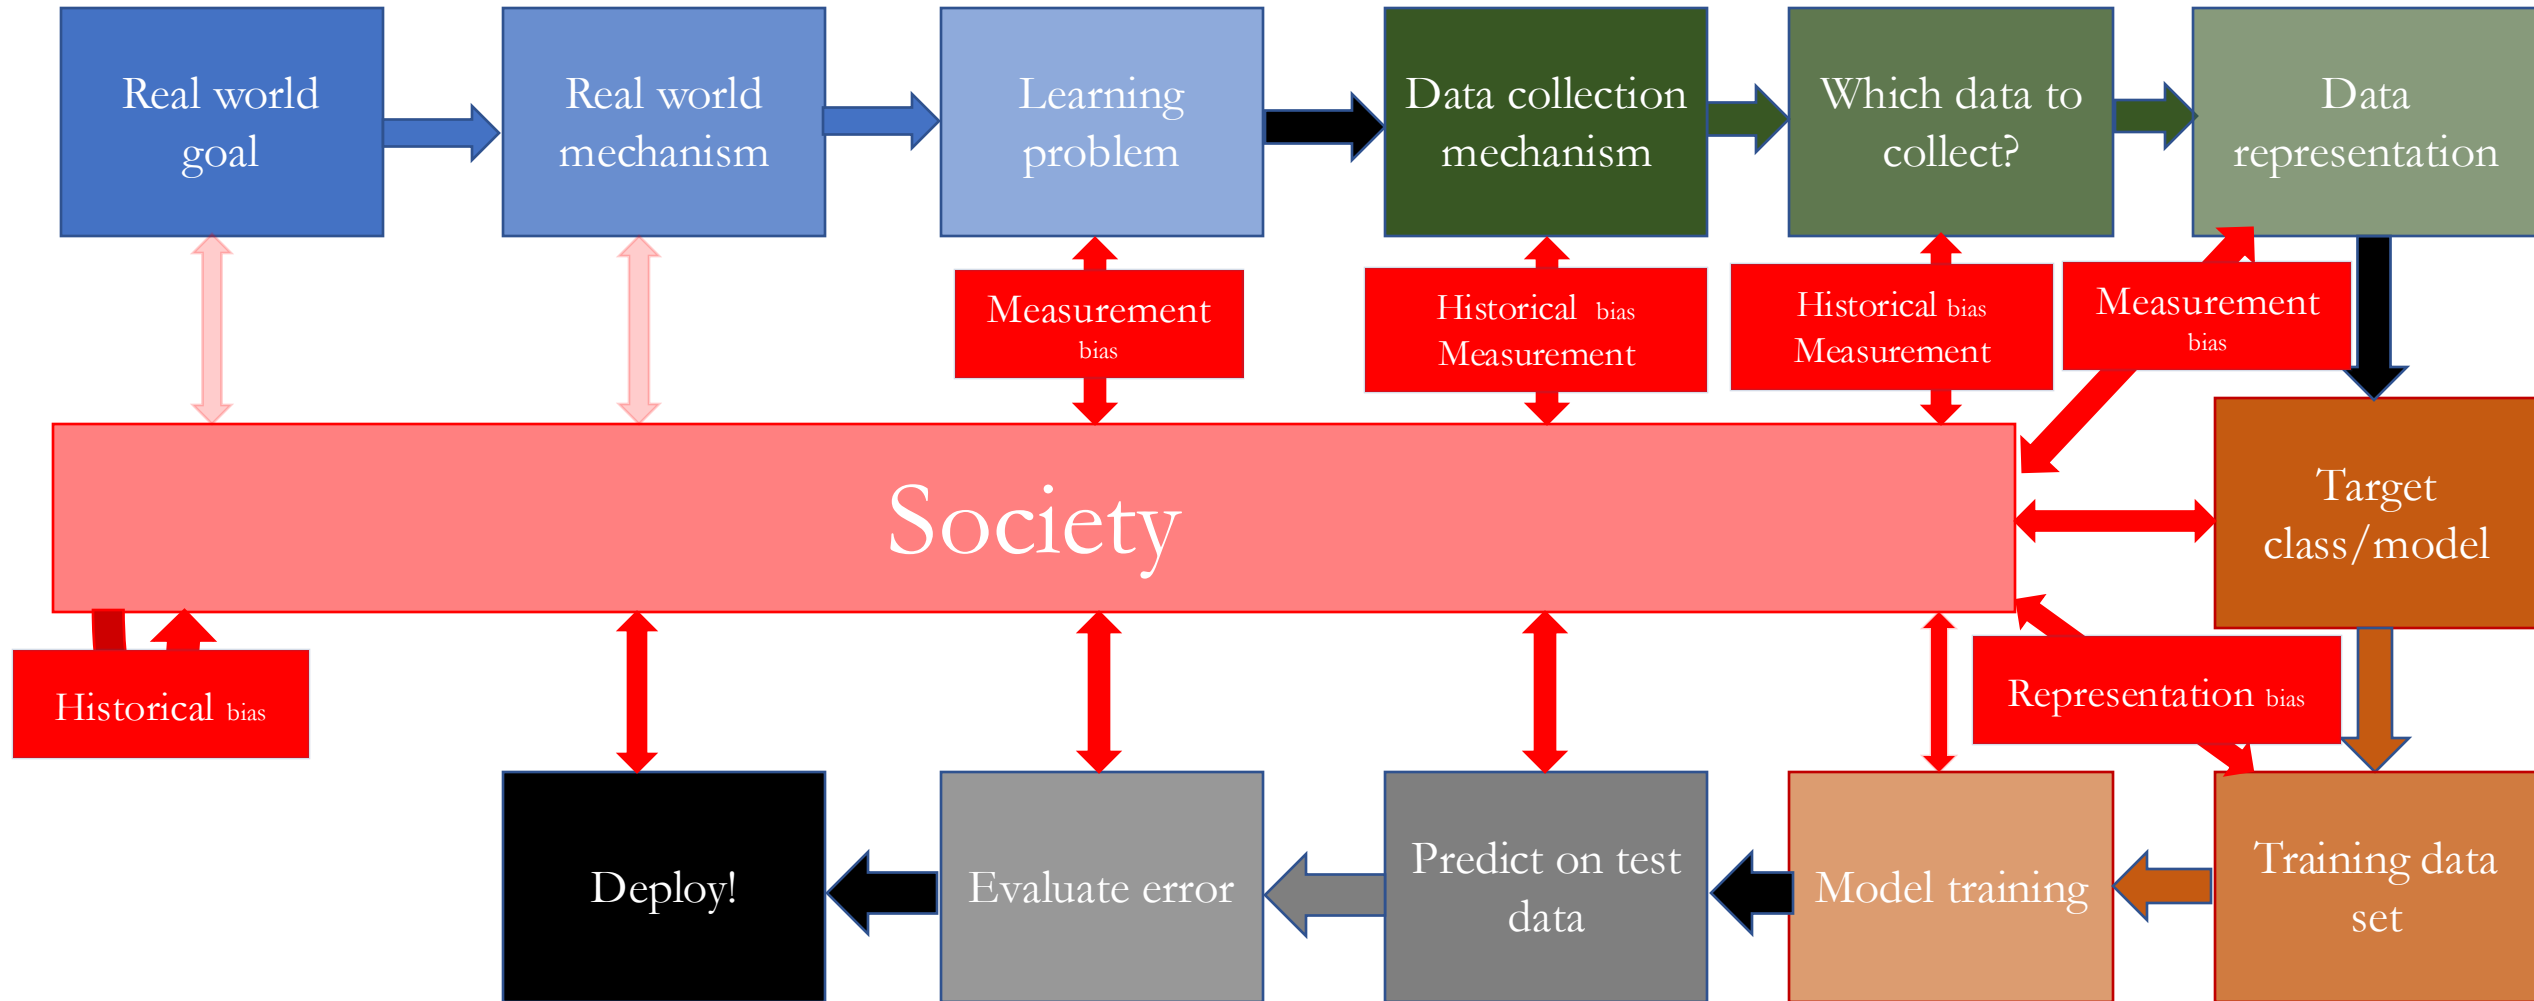 Real world
goal
Real world
mechanism
Learning
problem
Data collection
mechanism
Which data to
collect?
Data
representation
Measurement
bias
Historical bias
Measurement
Historical bias
Measurement
Measurement
bias
Society
Target
class/model
Historical bias
Representation bias
Deploy!
Evaluate error
Predict on test
data
Model training
Training data
set